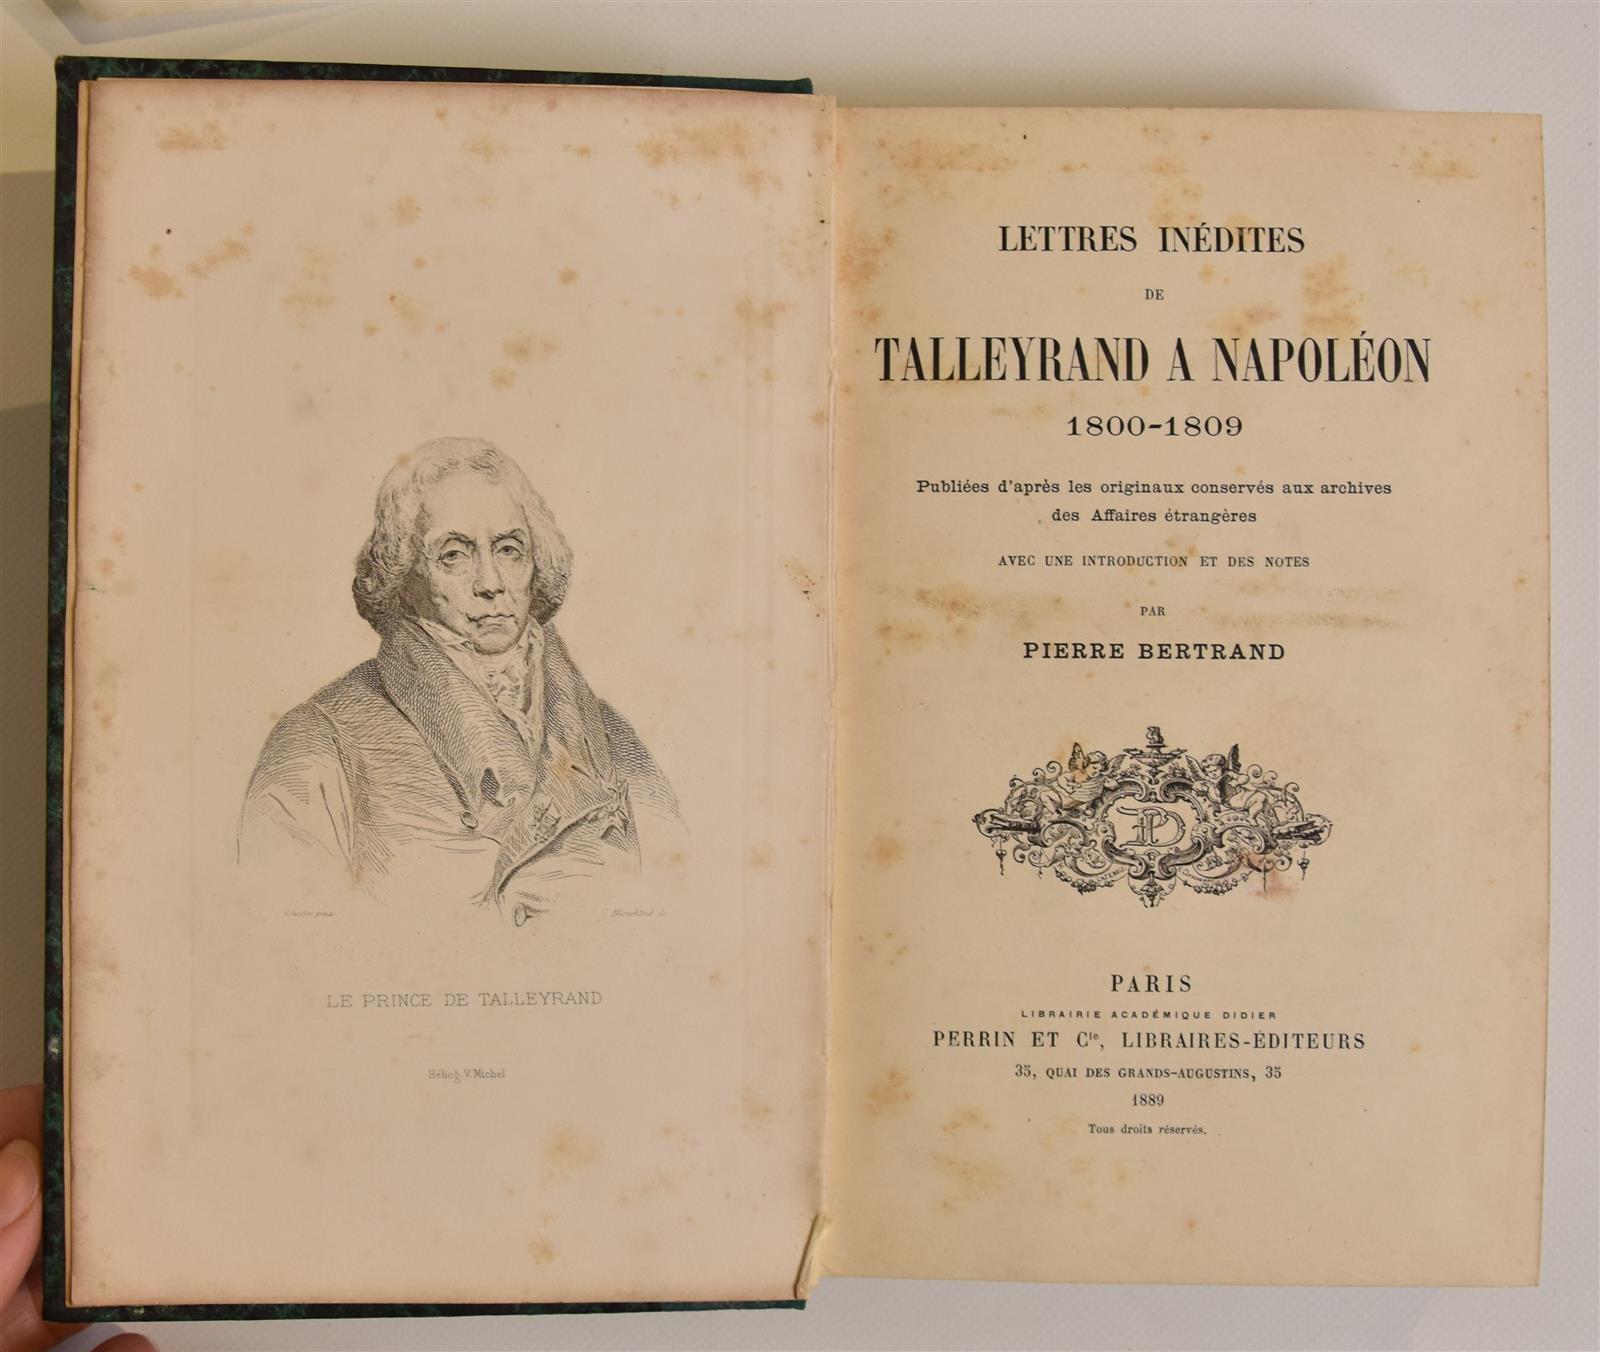 LE PRINCE DE TALLEYRAND
Héliog. V. Michel
LETTRES INÉDITES
DE
TALLEYRAND A NAPOLÉON
1800-1809
Publiées d'après les originaux conservés aux archives
des Affaires étrangères
AVEC UNE INTRODUCTION ET DES NOTES
PAR
PIERRE BERTRAND
PARIS
LIBRAIRIE ACADÉMIQUE DIDIER
PERRIN ET Cie, LIBRAIRES-ÉDITEURS
35, QUAI DES GRANDS-AUGUSTINS, 35
1889
Tous droits réservés.